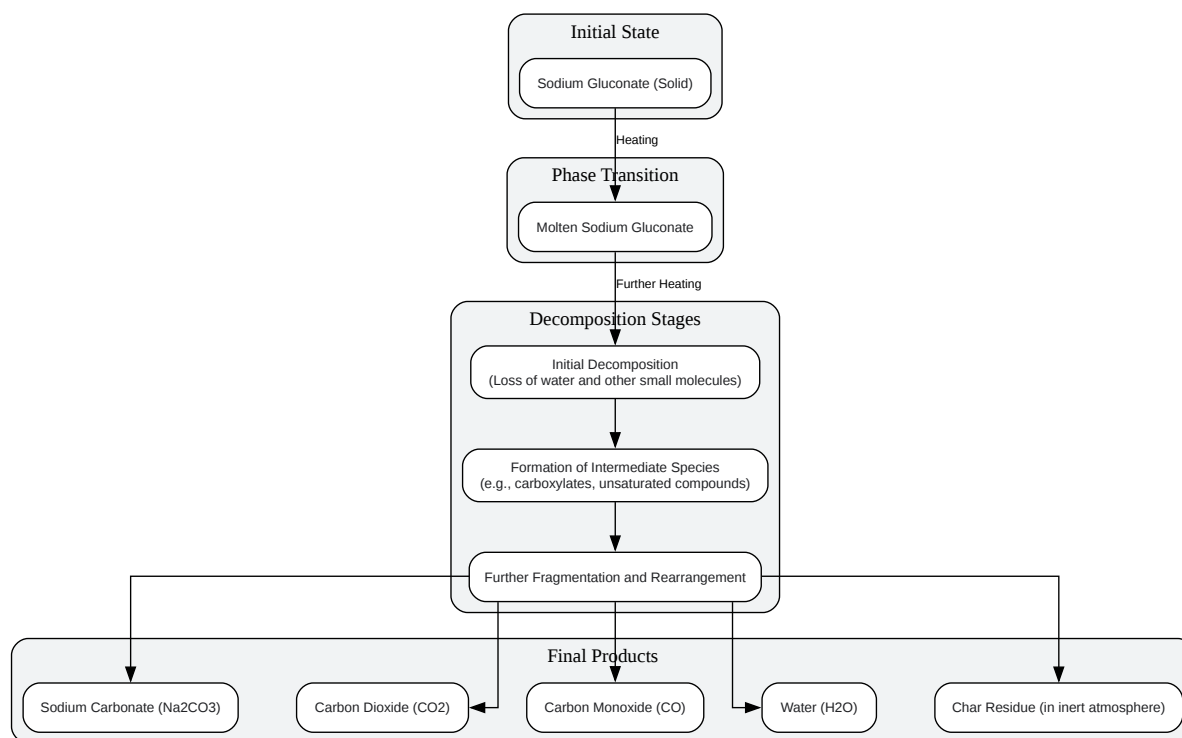 Initial State
Sodium Gluconate (Solid)
Heating
Phase Transition
Molten Sodium Gluconate
Further Heating
Decomposition Stages
Initial Decomposition
(Loss of water and other small molecules)
Formation of Intermediate Species
(e.g., carboxylates, unsaturated compounds)
Further Fragmentation and Rearrangement
Final Products
Sodium Carbonate (Na2CO3)
Carbon Dioxide (CO2)
Carbon Monoxide (CO)
Water (H2O)
Char Residue (in inert atmosphere)